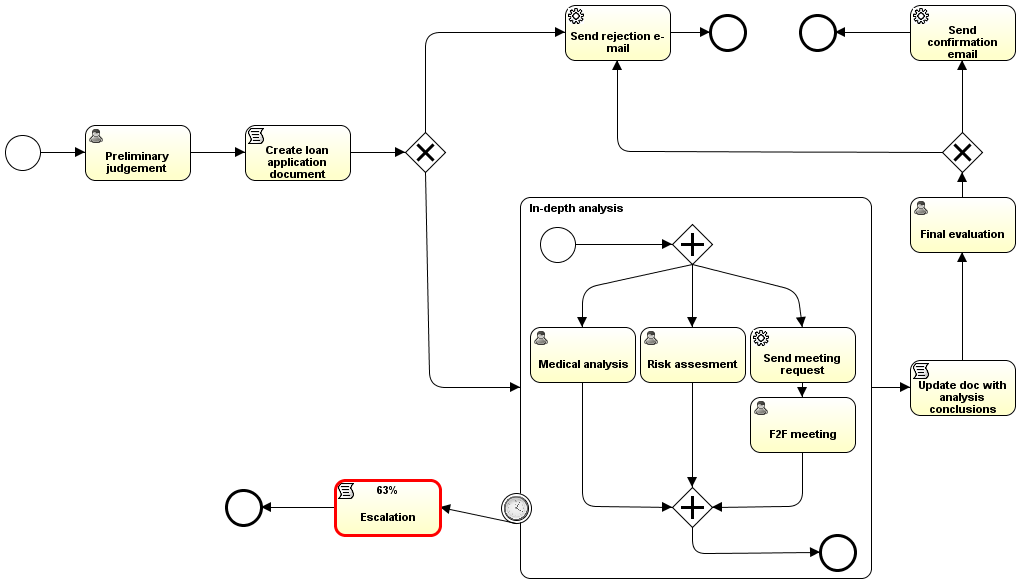 Send rejection e-
mail
Send
confirmation
email
Preliminary
judgement
Create loan
application
document
In-depth analysis
Final evaluation
Medical analysis
Risk assesment
Send meeting
request
Update doc with
analysis
conclusions
F2F meeting
63%
Escalation